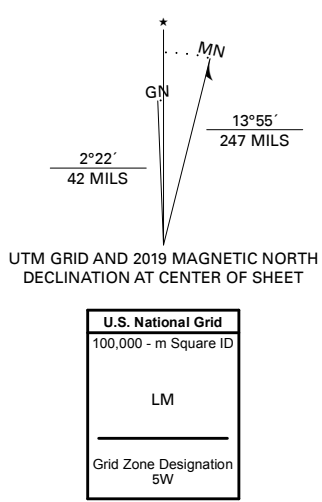 ★
MN
GN
13°55´
247 MILS
2°22´
42 MILS
UTM GRID AND 2019 MAGNETIC NORTH
DECLINATION AT CENTER OF SHEET
U.S. National Grid
100,000 - m Square ID
LM
Grid Zone Designation
5W